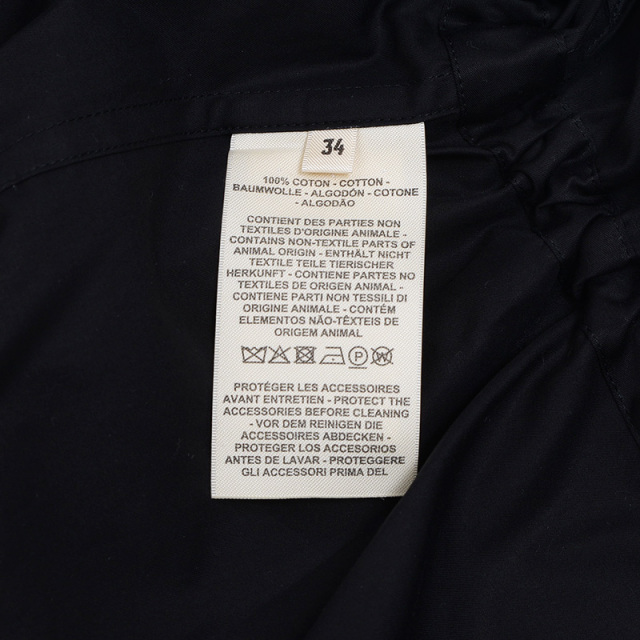 34
100% COTON - COTTON -
BAUMWOLLE - ALGODÓN - COTONE
- ALGODÃO
CONTIENT DES PARTIES NON
TEXTILES D'ORIGINE ANIMALE -
CONTAINS NON-TEXTILE PARTS OF
ANIMAL ORIGIN - ENTHÄLT NICHT
TEXTILE TEILE TIERISCHER
HERKUNFT - CONTIENE PARTES NO
TEXTILES DE ORIGEN ANIMAL -
CONTIENE PARTI NON TESSILI DI
ORIGINE ANIMALE - CONTÉM
ELEMENTOS NÃO-TÊXTEIS DE
ORIGEM ANIMAL
P W
PROTÉGER LES ACCESSOIRES
AVANT ENTRETIEN - PROTECT THE
ACCESSORIES BEFORE CLEANING
- VOR DEM REINIGEN DIE
ACCESSOIRES ABDECKEN -
PROTEGER LOS ACCESORIOS
ANTES DE LAVAR - PROTEGGERE
GLI ACCESSORI PRIMA DEL